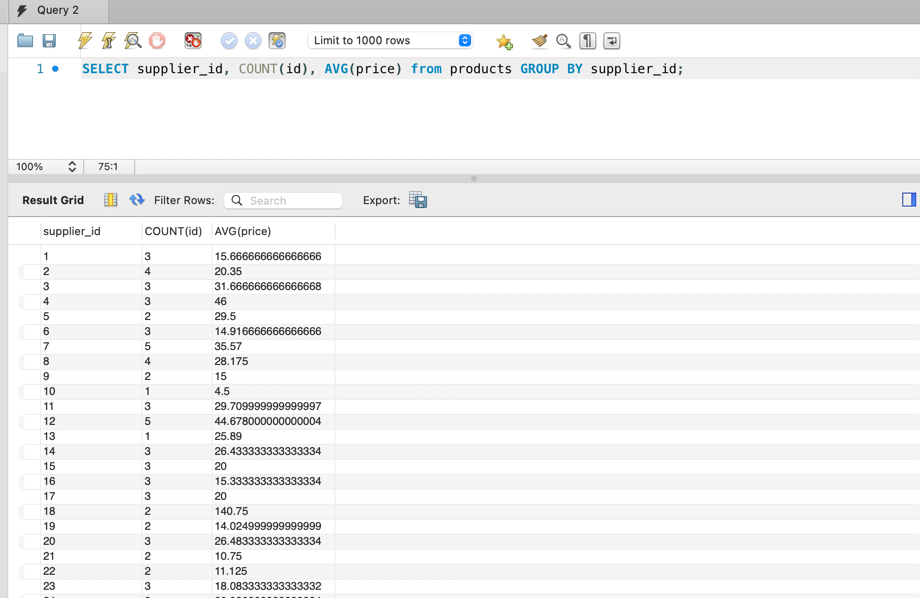 Query 2
Limit to 1000 rows
1 SELECT supplier_id, COUNT(id), AVG(price) from products GROUP BY supplier_id;
100% 75:1
Result Grid Filter Rows: Search Export:
supplier_id COUNT(id) AVG(price)
1 3 15.666666666666666
2 4 20.35
3 3 31.666666666666668
4 3 46
5 2 29.5
6 3 14.916666666666666
7 5 35.57
8 4 28.175
9 2 15
10 1 4.5
11 3 29.709999999999997
12 5 44.678000000000004
13 1 25.89
14 3 26.433333333333334
15 3 20
16 3 15.333333333333334
17 3 20
18 2 140.75
19 2 14.024999999999999
20 3 26.483333333333334
21 2 10.75
22 2 11.125
23 3 18.083333333333332